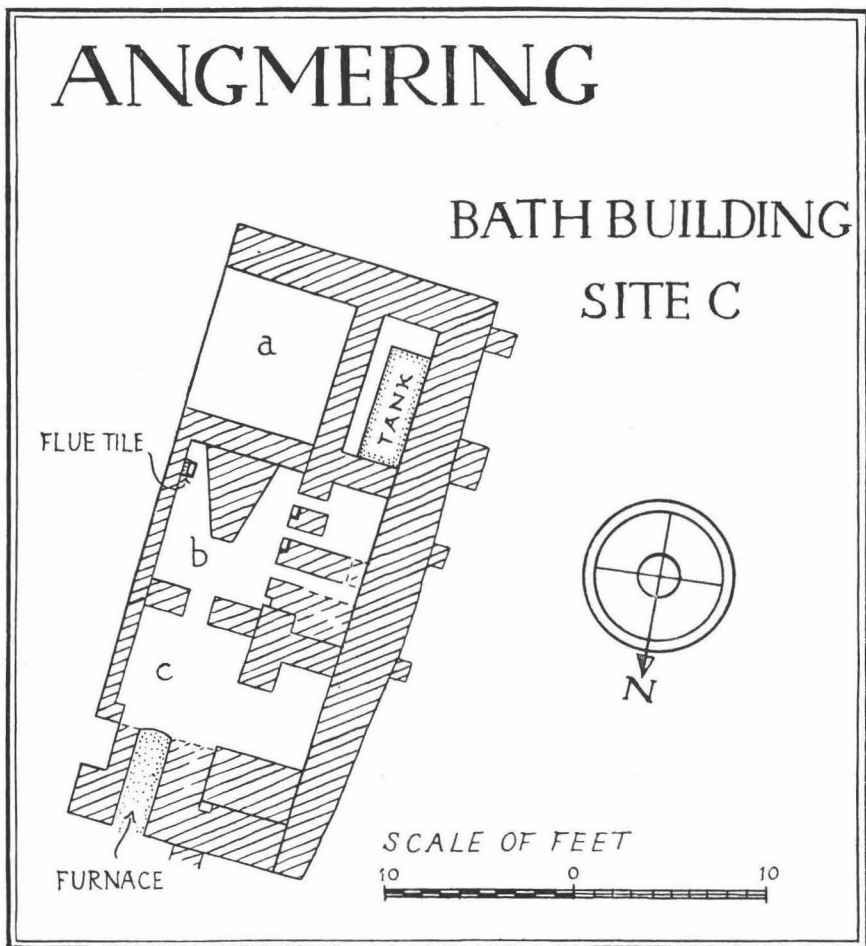 ANGMERING
BATH BUILDING
SITE C
a
TANK
FLUE TILE
b
c
N
FURNACE
SCALE OF FEET
10 0 10